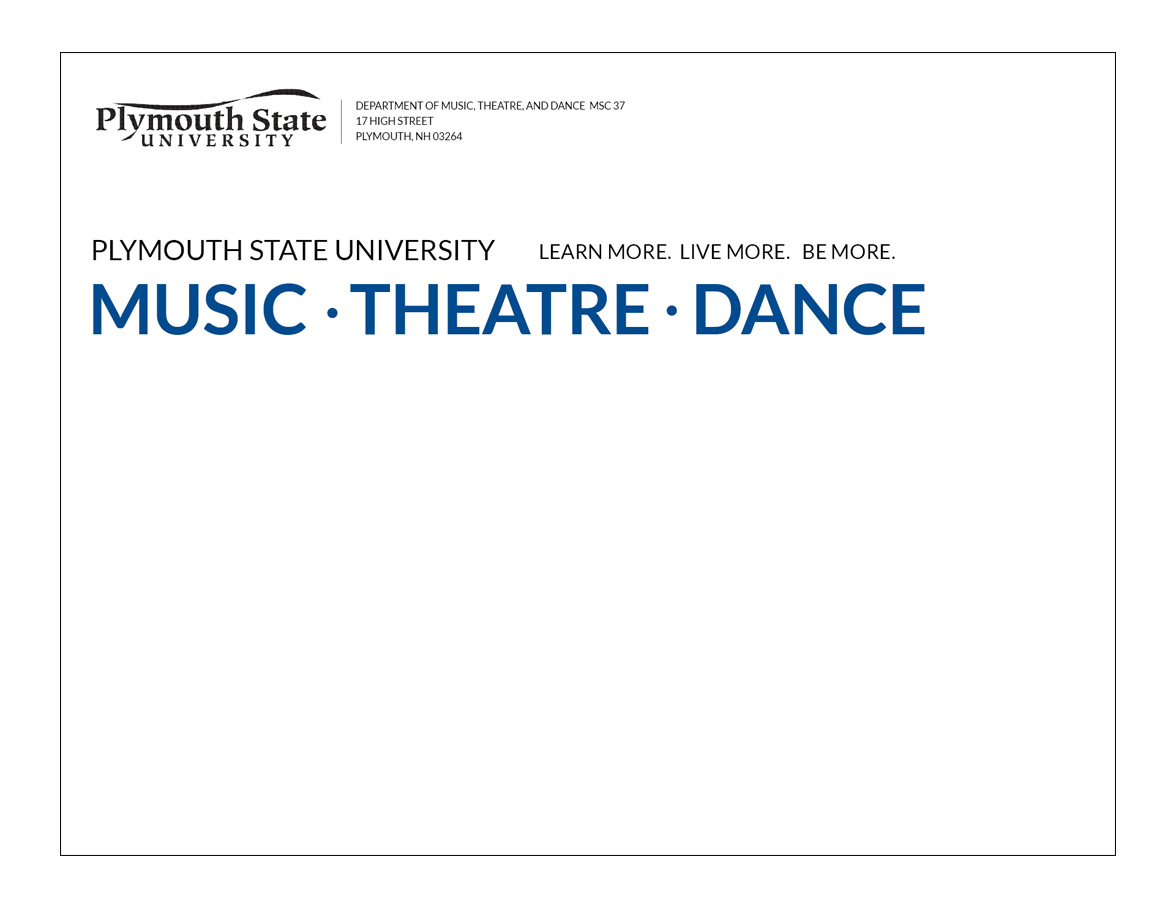 Plymouth State
UNIVERSITY
DEPARTMENT OF MUSIC, THEATRE, AND DANCE MSC 37
17 HIGH STREET
PLYMOUTH, NH 03264
PLYMOUTH STATE UNIVERSITY LEARN MORE. LIVE MORE. BE MORE.
MUSIC · THEATRE · DANCE